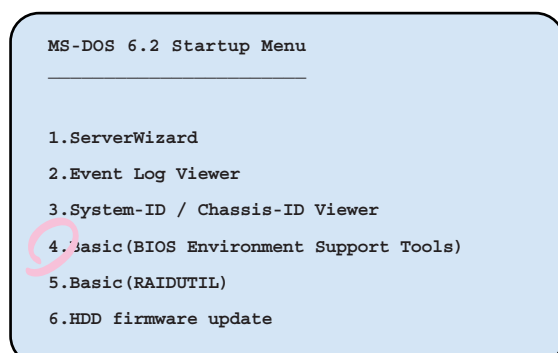 MS-DOS 6.2 Startup Menu
1.ServerWizard
2.Event Log Viewer
3.System-ID / Chassis-ID Viewer
4.Basic(BIOS Environment Support Tools)
5.Basic(RAIDUTIL)
6.HDD firmware update